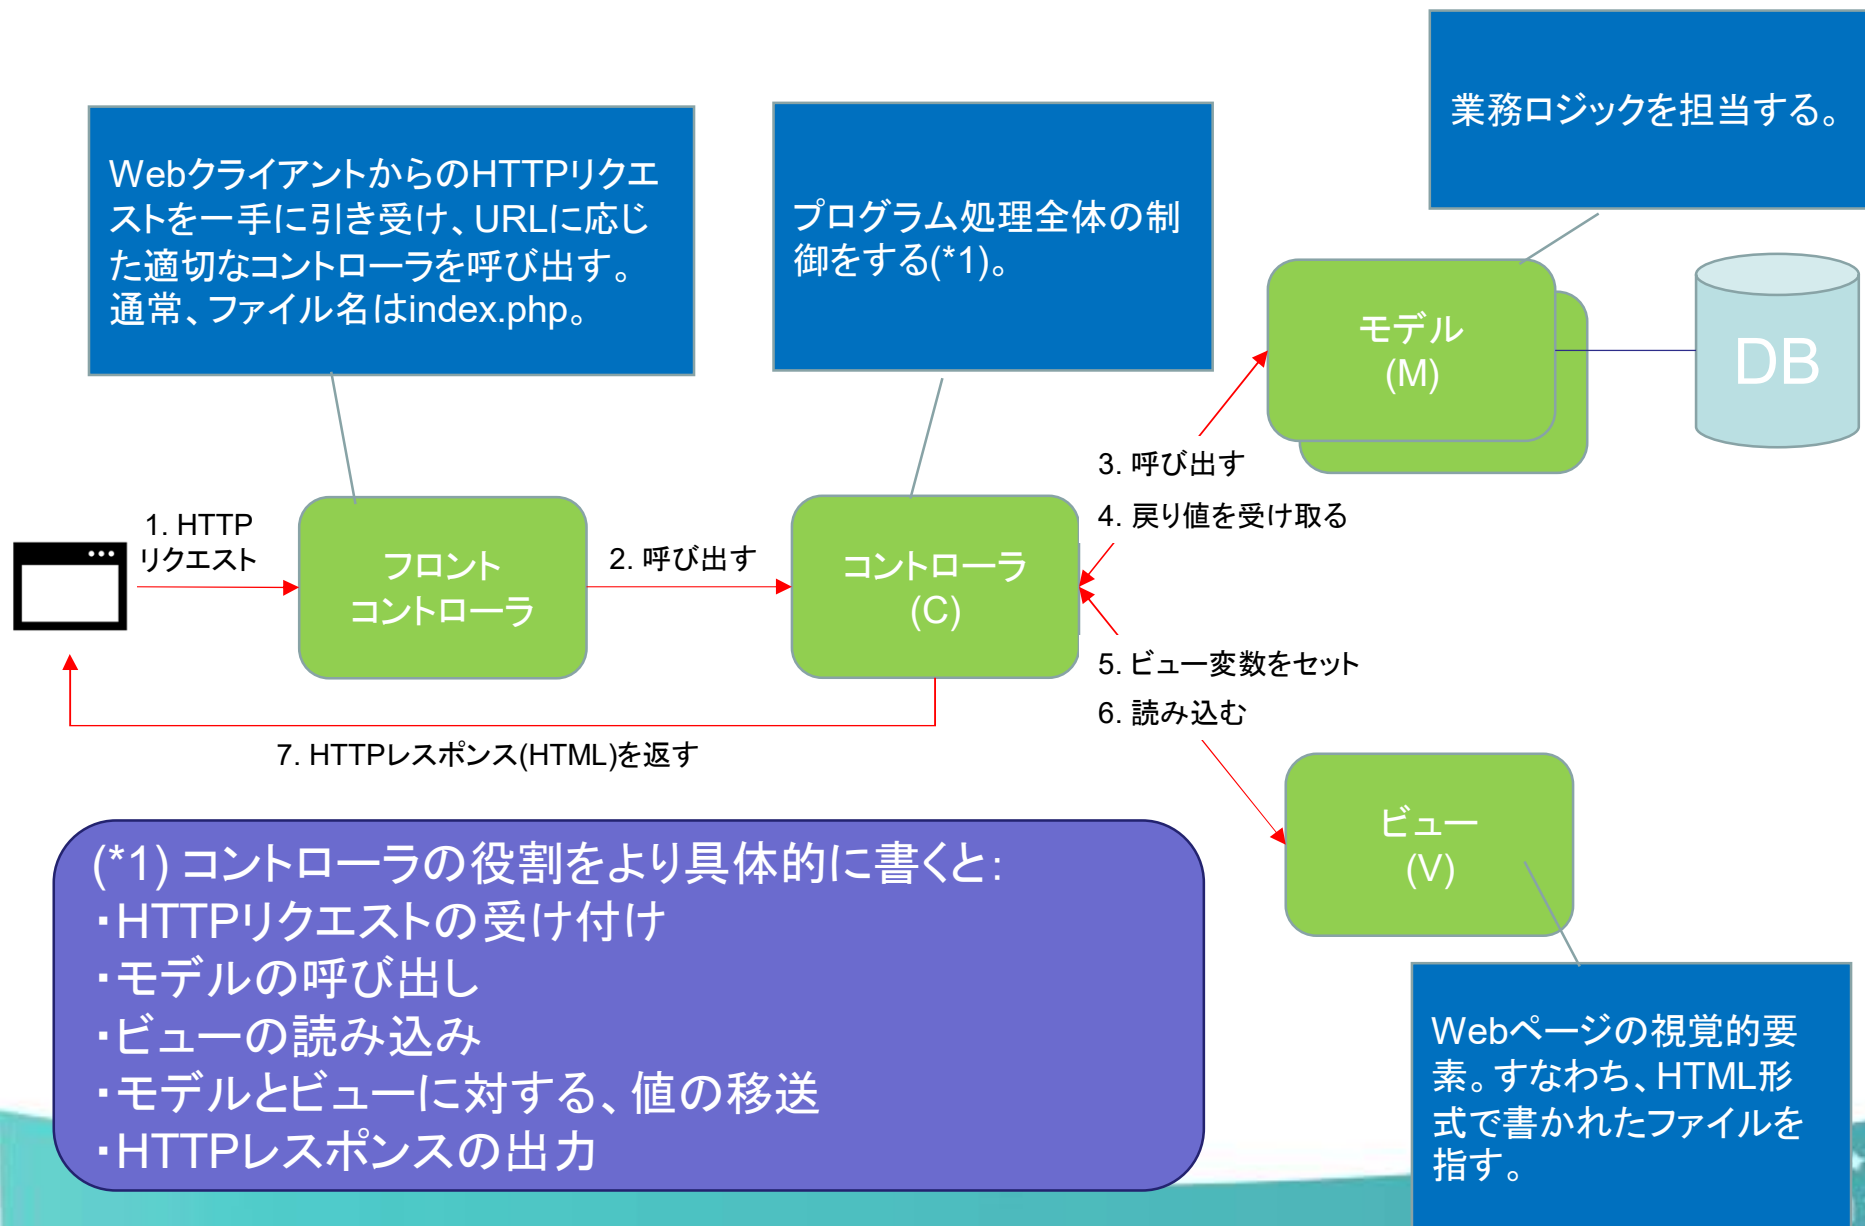 業務ロジックを担当する。
WebクライアントからのHTTPリクエ
ストを一手に引き受け、URLに応じ
た適切なコントローラを呼び出す。
通常、ファイル名はindex.php。
プログラム処理全体の制
御をする(*1)。
モデル
(M)
DB
3. 呼び出す
4. 戻り値を受け取る
1. HTTP
リクエスト
フロント
コントローラ
2. 呼び出す
コントローラ
(C)
5. ビュー変数をセット
6. 読み込む
7. HTTPレスポンス(HTML)を返す
ビュー
(V)
(*1) コントローラの役割をより具体的に書くと：
・HTTPリクエストの受け付け
・モデルの呼び出し
・ビューの読み込み
・モデルとビューに対する、値の移送
・HTTPレスポンスの出力
Webページの視覚的要
素。すなわち、HTML形
式で書かれたファイルを
指す。